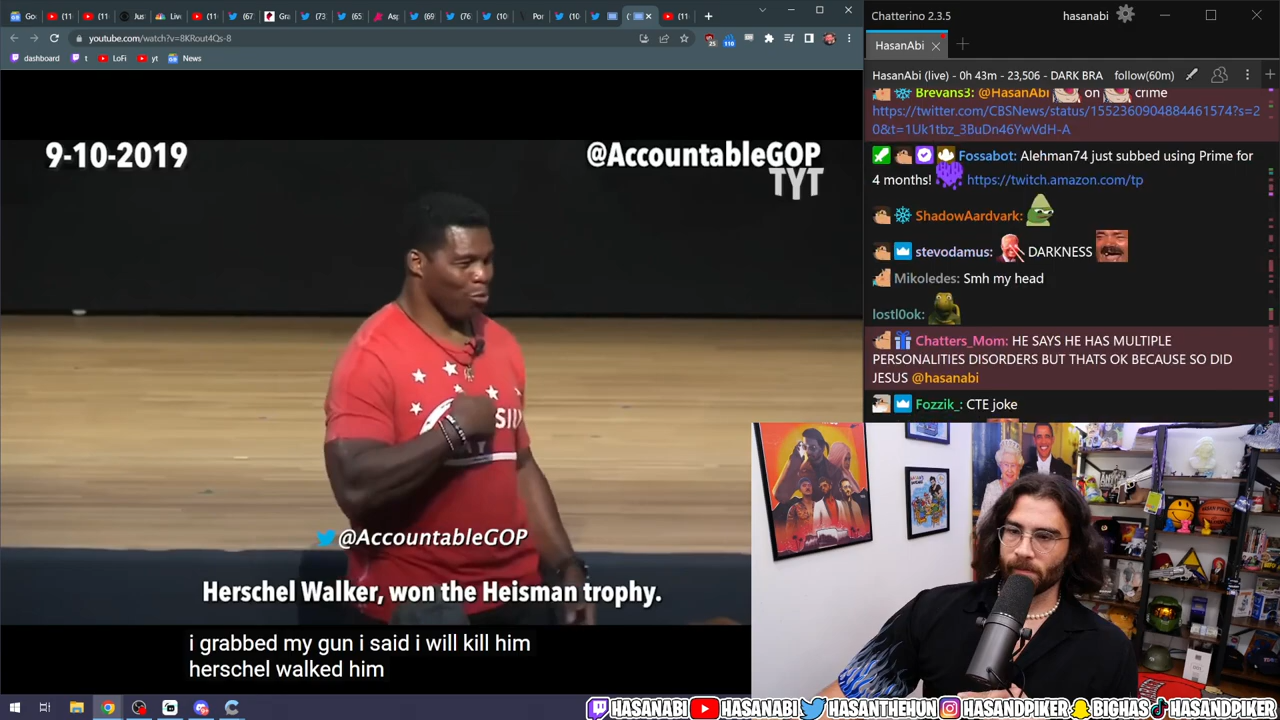 youtube.com/watch?v=8KRout4Qs-8
dashboard
t
LoFi
yt
News
9-10-2019
@AccountableGOP
TYT
@AccountableGOP
Herschel Walker, won the Heisman trophy.
i grabbed my gun i said i will kill him
herschel walked him
Chatterino 2.3.5
hasanabi
HasanAbi
HasanAbi (live) - 0h 43m - 23,506 - DARK BRA
follow(60m)
Brevans3: @HasanAbi on crime
https://twitter.com/CBSNews/status/1552360904884461574?s=2
0&t=1Uk1tbz_3BuDn46YwVdH-A
Fossabot: Alehman74 just subbed using Prime for
4 months! https://twitch.amazon.com/tp
ShadowAardvark:
stevodamus: DARKNESS
Mikoledes: Smh my head
lostl0ok:
Chatters_Mom: HE SAYS HE HAS MULTIPLE
PERSONALITIES DISORDERS BUT THATS OK BECAUSE SO DID
JESUS @hasanabi
Fozzik_: CTE joke
HASANABI
HASANABI
HASANTHEHUN
HASANDPIKER
BIGHAS
HASANDPIKER